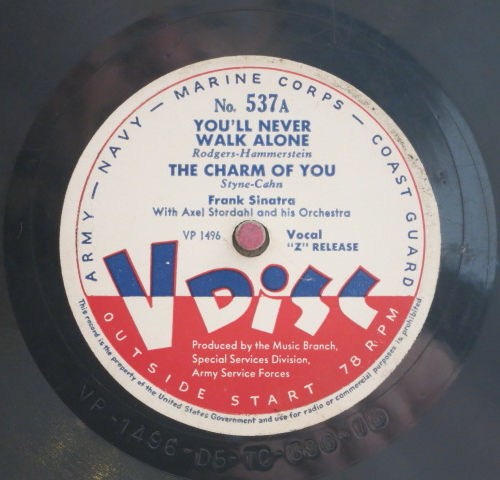 ARMY — NAVY — MARINE CORPS — COAST GUARD
No. 537A
YOU'LL NEVER
WALK ALONE
Rodgers-Hammerstein
THE CHARM OF YOU
Styne-Cahn
Frank Sinatra
With Axel Stordahl and his Orchestra
VP 1496
Vocal
"Z" RELEASE
V DISC
Produced by the Music Branch,
Special Services Division,
Army Service Forces
OUTSIDE START 78 RPM
This record is the property of the United States Government and use for radio or commercial purposes is prohibited.
VP-1496-D5-TC-